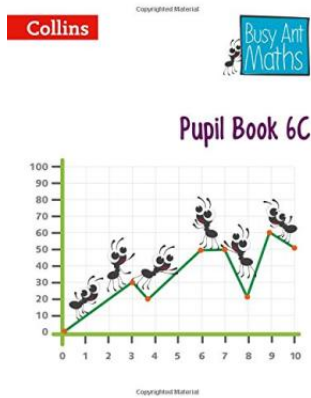 Copyrighted Material
Collins
Busy Ant
Maths
Pupil Book 6C
100
90
80
70
60
50
40
30
20
10
0
0 1 2 3 4 5 6 7 8 9 10
Copyrighted Material